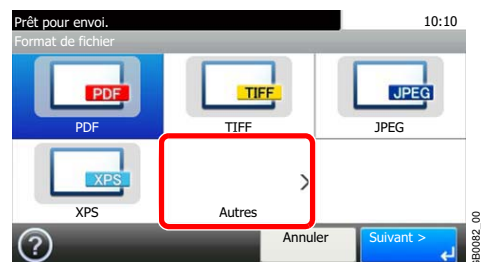 Prêt pour envoi. 10:10
Format de fichier
PDF TIFF JPEG
PDF TIFF JPEG
XPS
XPS Autres >
? Annuler Suivant >
GB0082_00